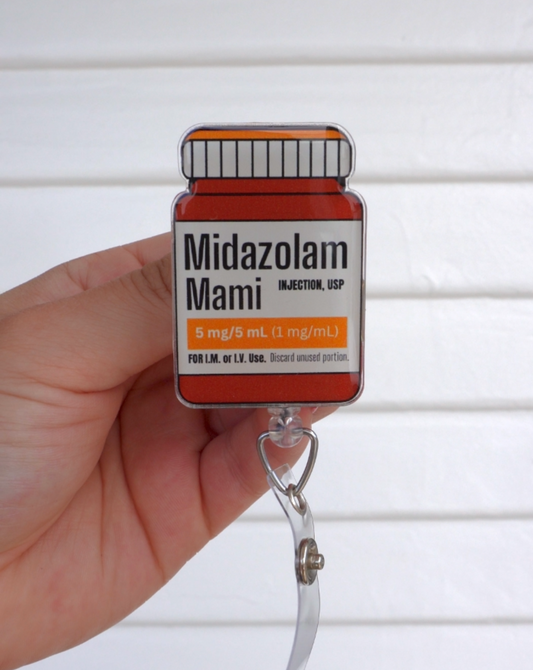 Midazolam
Mami INJECTION, USP
5 mg/5 mL (1 mg/mL)
FOR I.M. or I.V. Use. Discard unused portion.